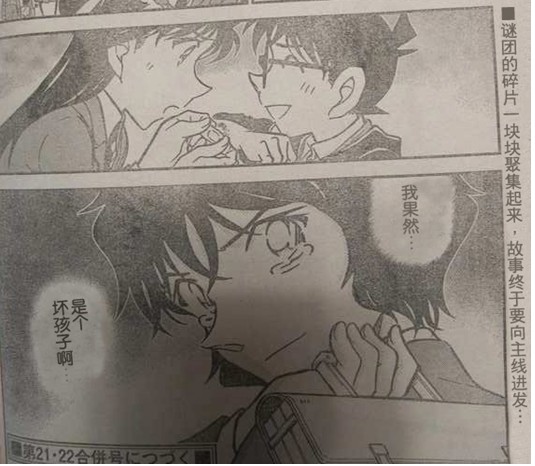 ■谜团的碎片一块块聚集起来，故事终于要向主线进发…
我果然…
是个
坏孩子啊…
■第21・22合併号につづく■